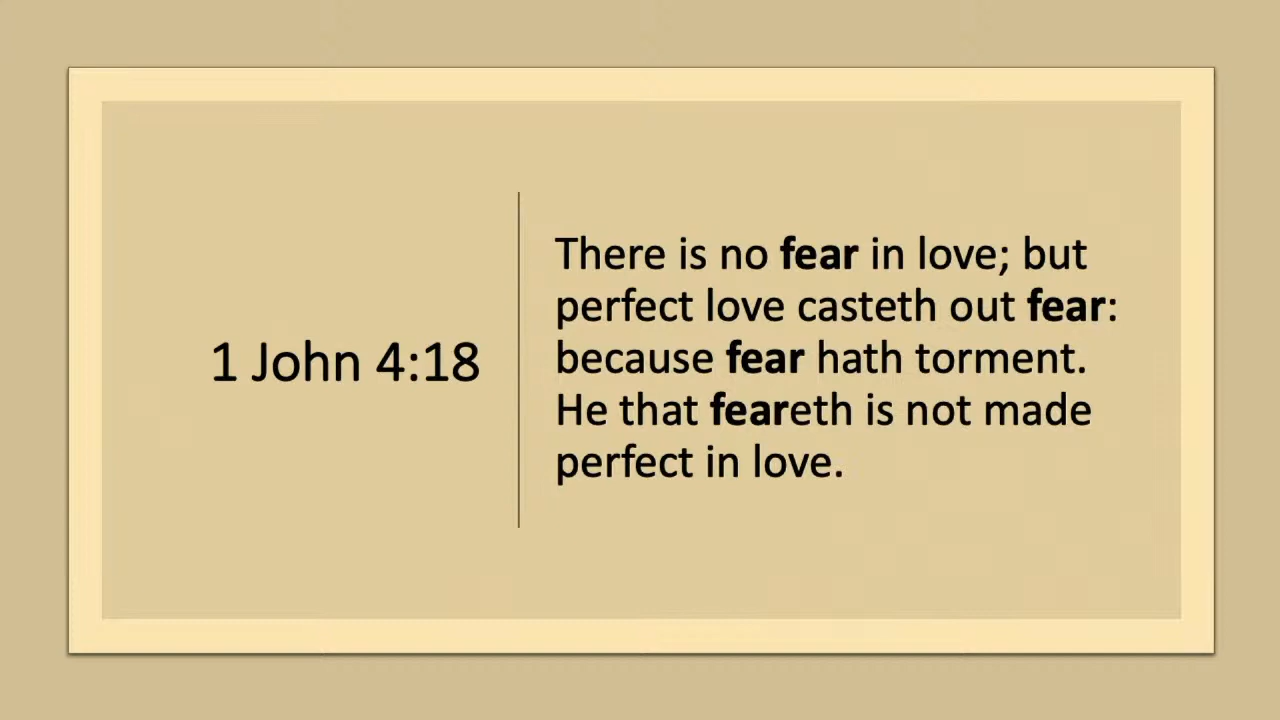 1 John 4:18
There is no fear in love; but
perfect love casteth out fear:
because fear hath torment.
He that feareth is not made
perfect in love.